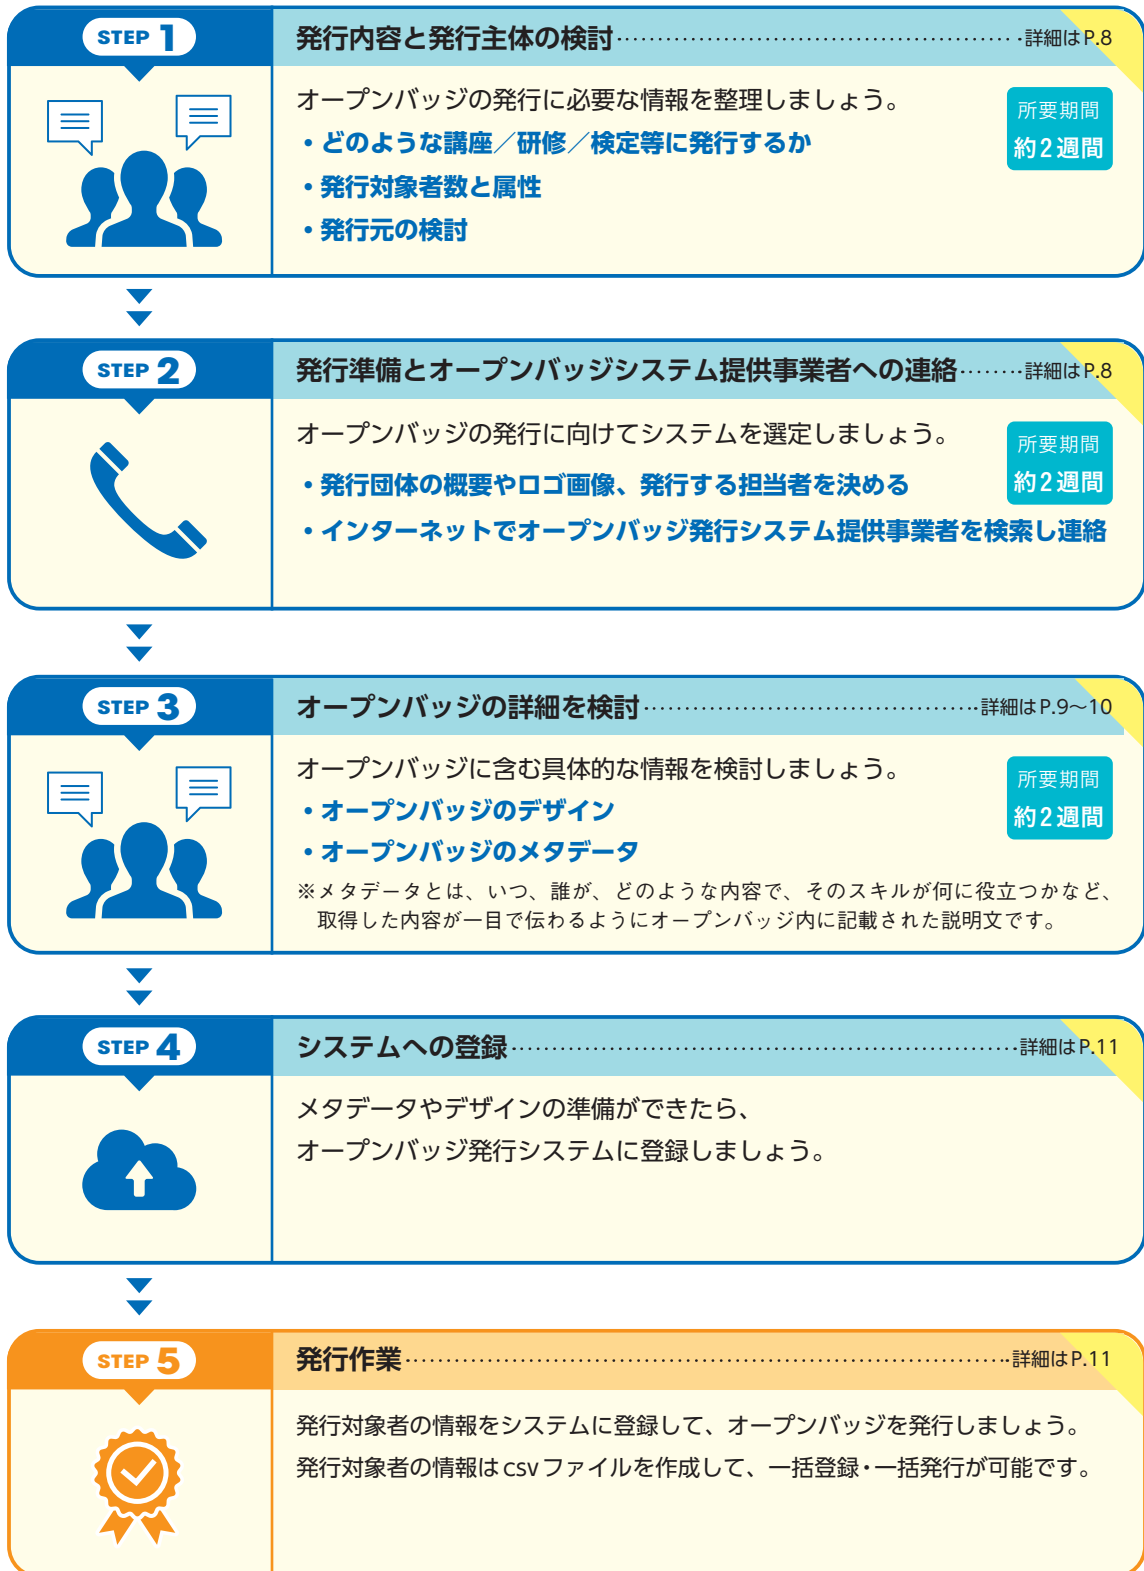 STEP 1
発行内容と発行主体の検討 詳細はP.8
オープンバッジの発行に必要な情報を整理しましょう。
・どのような講座／研修／検定等に発行するか
・発行対象者数と属性
・発行元の検討
所要期間
約2週間
STEP 2
発行準備とオープンバッジシステム提供事業者への連絡 詳細はP.8
オープンバッジの発行に向けてシステムを選定しましょう。
・発行団体の概要やロゴ画像、発行する担当者を決める
・インターネットでオープンバッジ発行システム提供事業者を検索し連絡
所要期間
約2週間
STEP 3
オープンバッジの詳細を検討 詳細はP.9〜10
オープンバッジに含む具体的な情報を検討しましょう。
・オープンバッジのデザイン
・オープンバッジのメタデータ
所要期間
約2週間
※メタデータとは、いつ、誰が、どのような内容で、そのスキルが何に役立つかなど、
取得した内容が一目で伝わるようにオープンバッジ内に記載された説明文です。
STEP 4
システムへの登録 詳細はP.11
メタデータやデザインの準備ができたら、
オープンバッジ発行システムに登録しましょう。
STEP 5
発行作業 詳細はP.11
発行対象者の情報をシステムに登録して、オープンバッジを発行しましょう。
発行対象者の情報はcsvファイルを作成して、一括登録・一括発行が可能です。